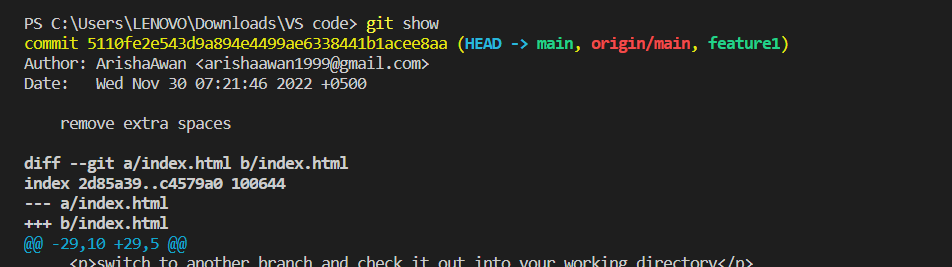 PS C:\Users\LENOVO\Downloads\VS code> git show
commit 5110fe2e543d9a894e4499ae6338441b1acee8aa (HEAD -> main, origin/main, feature1)
Author: ArishaAwan <arishaawan1999@gmail.com>
Date:   Wed Nov 30 07:21:46 2022 +0500
remove extra spaces
diff --git a/index.html b/index.html
index 2d85a39..c4579a0 100644
--- a/index.html
+++ b/index.html
@@ -29,10 +29,5 @@
<p>switch to another branch and check it out into your working directory</p>